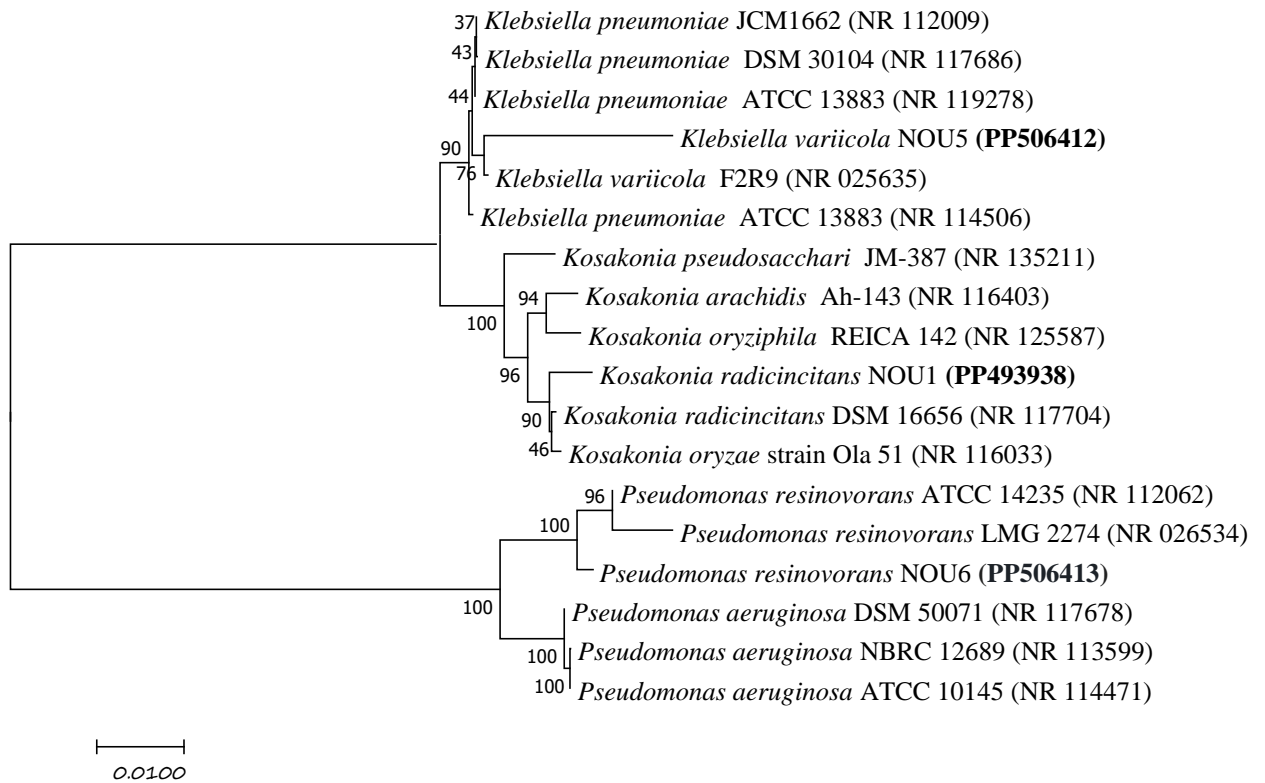 37 Klebsiella pneumoniae JCM1662 (NR 112009)
43 Klebsiella pneumoniae DSM 30104 (NR 117686)
44 Klebsiella pneumoniae ATCC 13883 (NR 119278)
Klebsiella variicola NOU5 (PP506412)
90
76 Klebsiella variicola F2R9 (NR 025635)
Klebsiella pneumoniae ATCC 13883 (NR 114506)
Kosakonia pseudosacchari JM-387 (NR 135211)
94 Kosakonia arachidis Ah-143 (NR 116403)
100 Kosakonia oryziphila REICA 142 (NR 125587)
96 Kosakonia radicincitans NOU1 (PP493938)
90 Kosakonia radicincitans DSM 16656 (NR 117704)
46 Kosakonia oryzae strain Ola 51 (NR 116033)
96 Pseudomonas resinovorans ATCC 14235 (NR 112062)
100 Pseudomonas resinovorans LMG 2274 (NR 026534)
Pseudomonas resinovorans NOU6 (PP506413)
100 Pseudomonas aeruginosa DSM 50071 (NR 117678)
100 Pseudomonas aeruginosa NBRC 12689 (NR 113599)
100 Pseudomonas aeruginosa ATCC 10145 (NR 114471)
0.0100